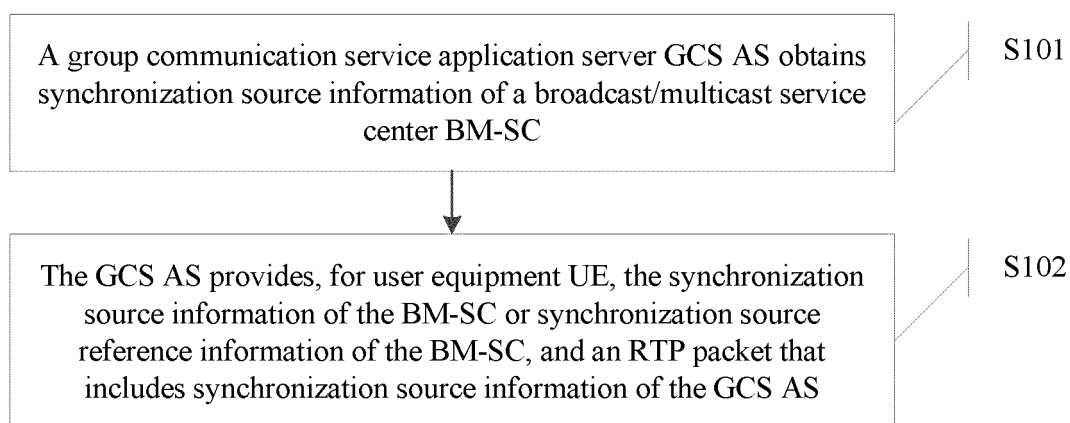 A group communication service application server GCS AS obtains
synchronization source information of a broadcast/multicast service
center BM-SC
S101
The GCS AS provides, for user equipment UE, the synchronization
source information of the BM-SC or synchronization source
reference information of the BM-SC, and an RTP packet that
includes synchronization source information of the GCS AS
S102